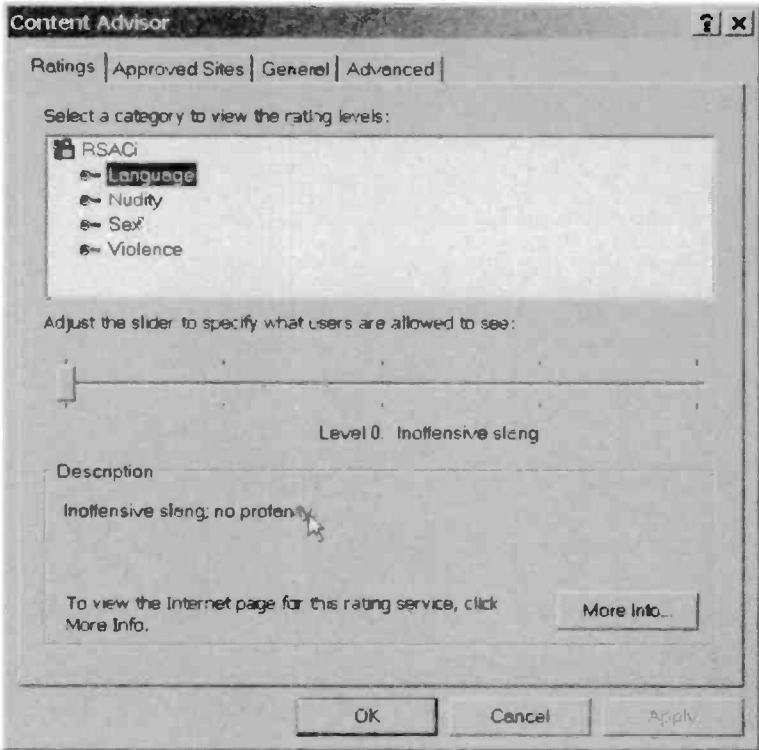 Content Advisor
Ratings Approved Sites General Advanced
Select a category to view the rating levels:
RSACi
Language
Nudity
Sex
Violence
Adjust the slider to specify what users are allowed to see:
Level 0. Inoffensive slang
Description
Inoffensive slang; no profanity
To view the Internet page for this rating service, click
More Info.
More Info...
OK Cancel Apply